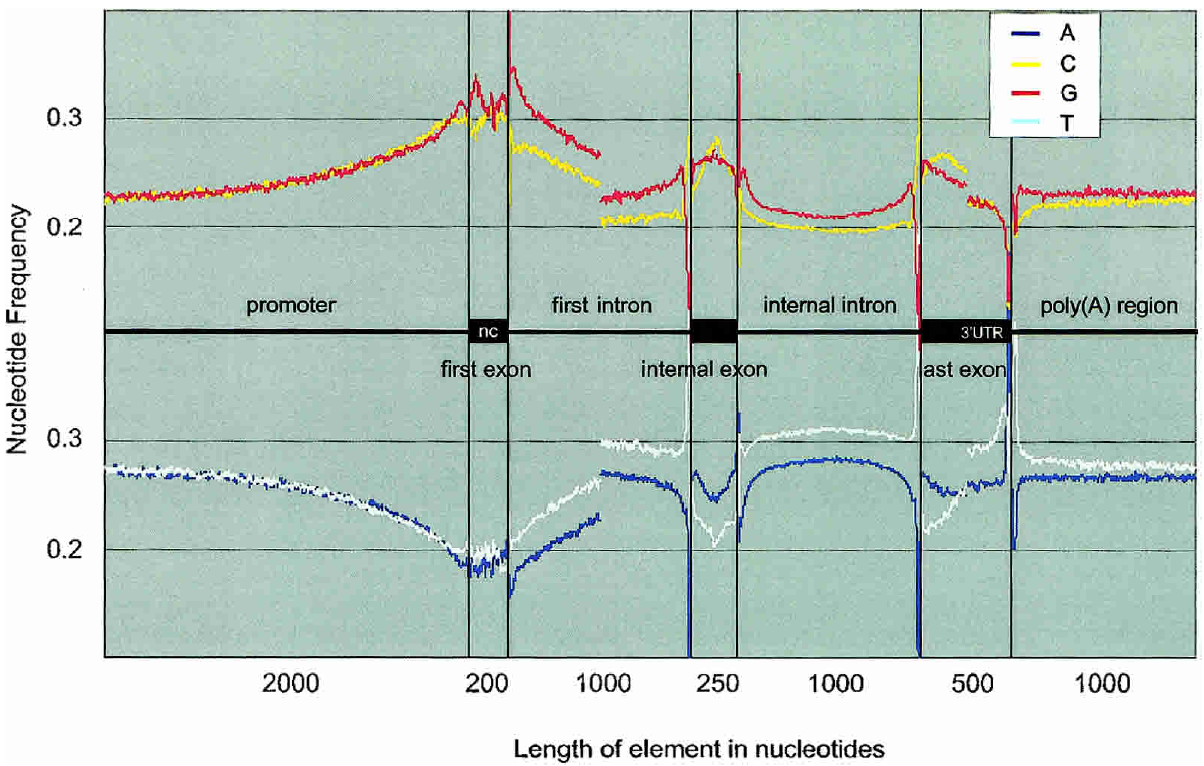 A
C
G
T
0.3
0.2
Nucleotide Frequency
promoter
first intron
internal intron
poly(A) region
nc
3'UTR
first exon
internal exon
ast exon
0.3
0.2
2000
200
1000
250
1000
500
1000
Length of element in nucleotides